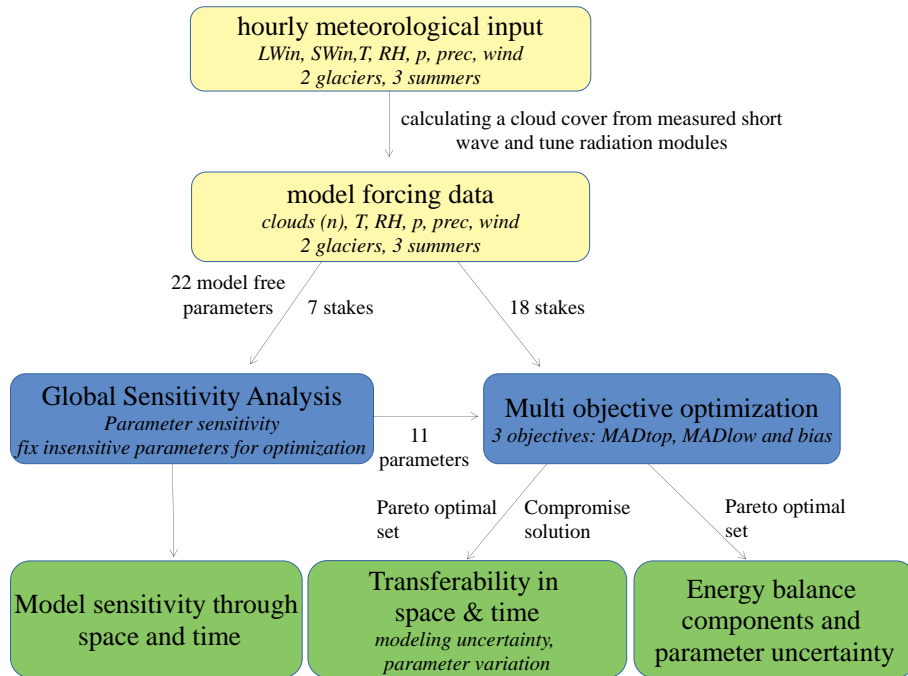 hourly meteorological input
LWin, SWin,T, RH, p, prec, wind
2 glaciers, 3 summers
calculating a cloud cover from measured short
wave and tune radiation modules
model forcing data
clouds (n), T, RH, p, prec, wind
2 glaciers, 3 summers
22 model free
parameters
7 stakes
18 stakes
Global Sensitivity Analysis
Parameter sensitivity
fix insensitive parameters for optimization
11
parameters
Multi objective optimization
3 objectives: MADtop, MADlow and bias
Pareto optimal
set
Compromise
solution
Pareto optimal
set
Model sensitivity through
space and time
Transferability in
space & time
modeling uncertainty,
parameter variation
Energy balance
components and
parameter uncertainty